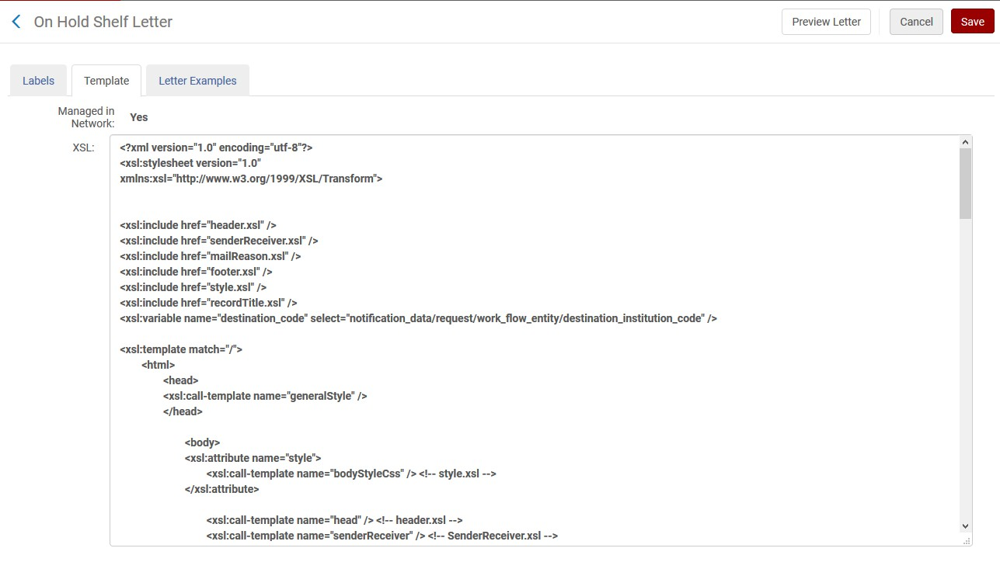 On Hold Shelf Letter
Preview Letter
Cancel
Save
Labels
Template
Letter Examples
Managed in
Network:
Yes
XSL:
<?xml version="1.0" encoding="utf-8"?>
<xsl:stylesheet version="1.0"
xmlns:xsl="http://www.w3.org/1999/XSL/Transform">
<xsl:include href="header.xsl" />
<xsl:include href="senderReceiver.xsl" />
<xsl:include href="mailReason.xsl" />
<xsl:include href="footer.xsl" />
<xsl:include href="style.xsl" />
<xsl:include href="recordTitle.xsl" />
<xsl:variable name="destination_code" select="notification_data/request/work_flow_entity/destination_institution_code" />
<xsl:template match="/">
<html>
<head>
<xsl:call-template name="generalStyle" />
</head>
<body>
<xsl:attribute name="style">
<xsl:call-template name="bodyStyleCss" /> <!-- style.xsl -->
</xsl:attribute>
<xsl:call-template name="head" /> <!-- header.xsl -->
<xsl:call-template name="senderReceiver" /> <!-- SenderReceiver.xsl -->